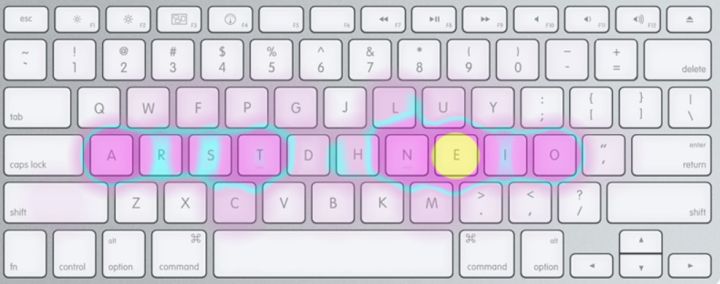 esc F1 F2 F3 F4 F5 F6 F7 F8 F9 F10 F11 F12
~ ! @ # $ % ^ & * ( ) - +
` 1 2 3 4 5 6 7 8 9 0 - = delete
tab Q W F P G J L U Y : ; { [ } ] | \
caps lock A R S T D H N E I O " ' enter return
shift Z X C V B K M > . < , ? / shift
fn control alt option ⌘ command ⌘ command alt option ◄ ▲ ▼ ►